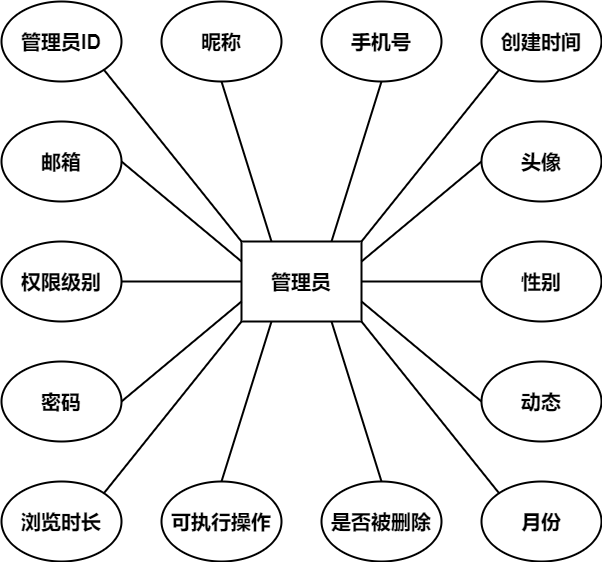 管理员ID
昵称
手机号
创建时间
邮箱
头像
权限级别
管理员
性别
密码
动态
浏览时长
可执行操作
是否被删除
月份